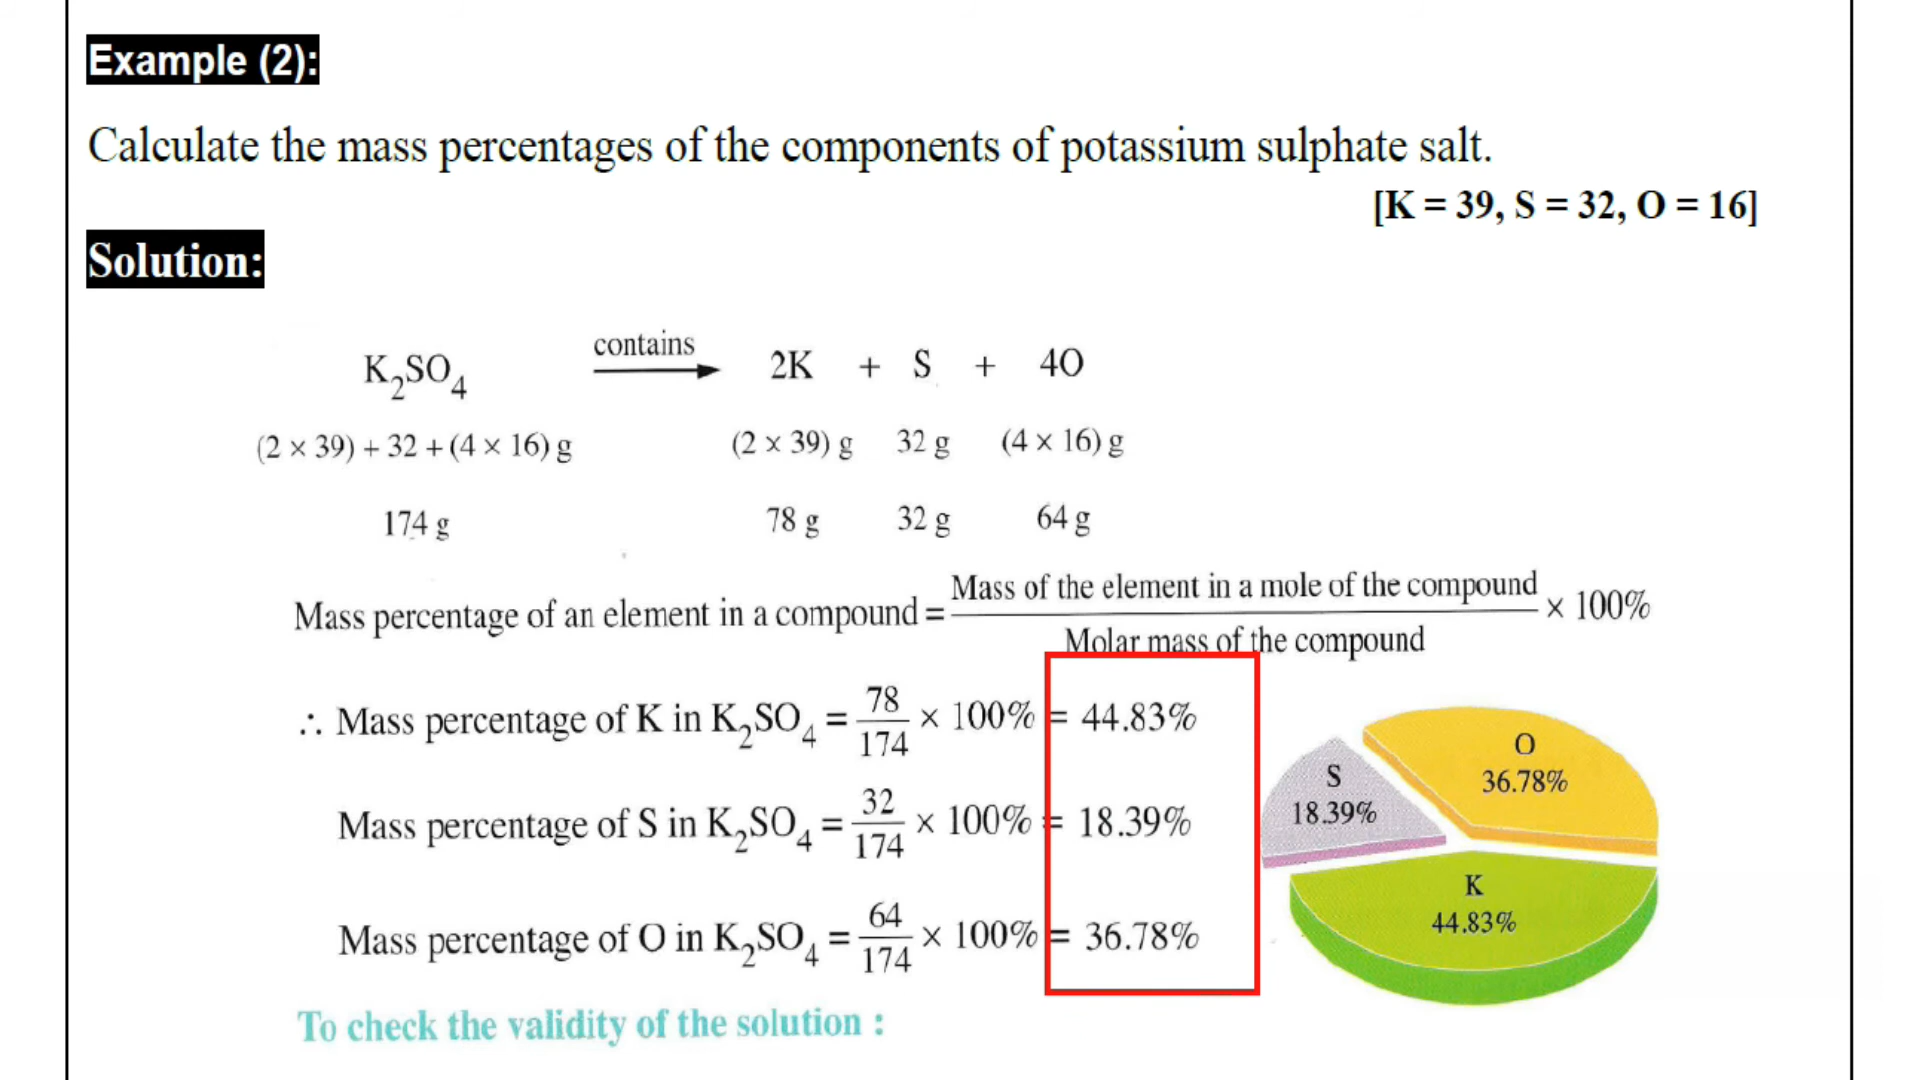 Example (2):
Calculate the mass percentages of the components of potassium sulphate salt.
[K = 39, S = 32, O = 16]
Solution:
K₂SO₄ contains 2K + S + 4O
(2 × 39) + 32 + (4 × 16) g (2 × 39) g 32 g (4 × 16) g
174 g 78 g 32 g 64 g
Mass percentage of an element in a compound = Mass of the element in a mole of the compound / Molar mass of the compound × 100%
∴ Mass percentage of K in K₂SO₄ = 78/174 × 100% = 44.83%
Mass percentage of S in K₂SO₄ = 32/174 × 100% = 18.39%
Mass percentage of O in K₂SO₄ = 64/174 × 100% = 36.78%
O
36.78%
S
18.39%
K
44.83%
To check the validity of the solution :